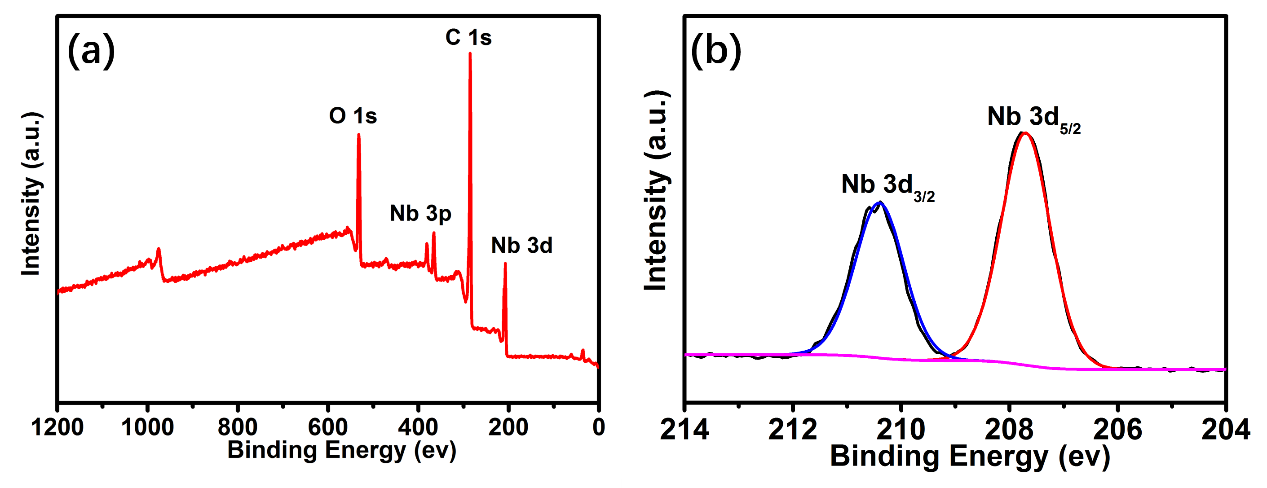 (a)
C 1s
O 1s
Nb 3p
Nb 3d
Intensity (a.u.)
1200 1000 800 600 400 200 0
Binding Energy (ev)
(b)
Nb 3d5/2
Nb 3d3/2
Intensity (a.u.)
214 212 210 208 206 204
Binding Energy (ev)